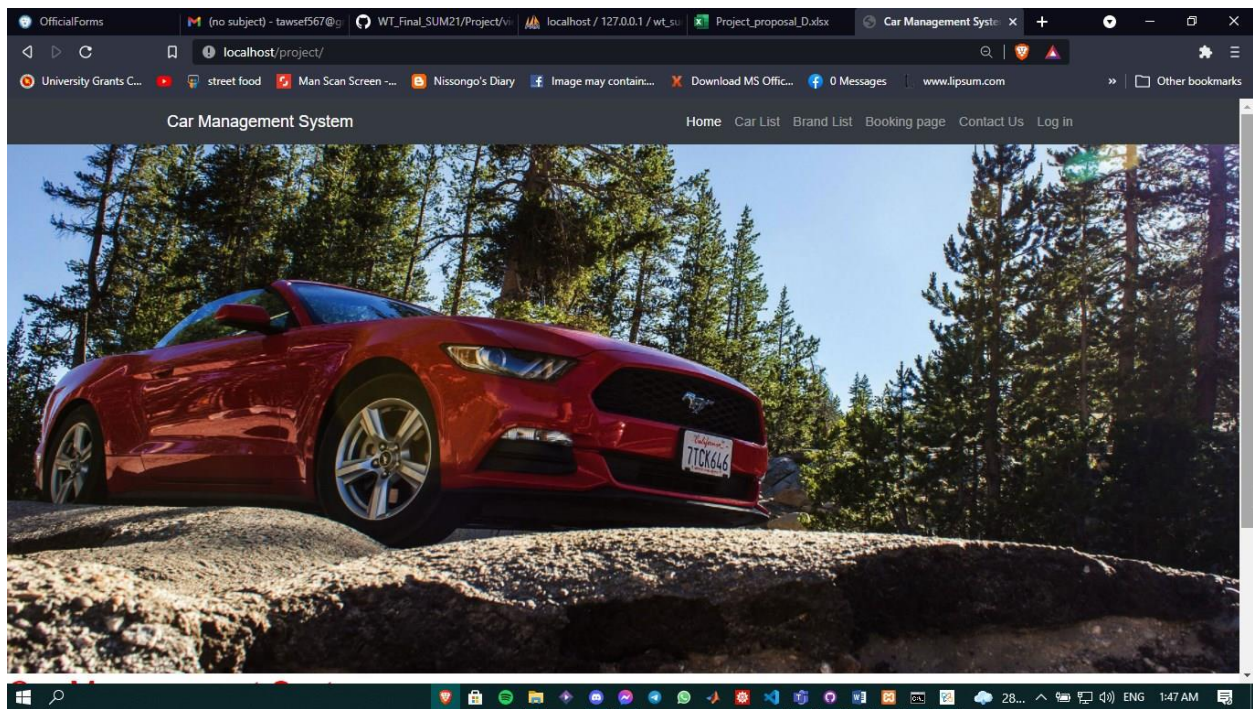 OfficialForms
(no subject) - tawsef567@g
WT_Final_SUM21/Project/vi
localhost / 127.0.0.1 / wt_su
Project_proposal_D.xlsx
Car Management Syste
localhost/project/
University Grants C...
street food
Man Scan Screen -...
Nissongo's Diary
Image may contain:...
Download MS Offic...
0 Messages
www.lipsum.com
»
Other bookmarks
Car Management System
Home Car List Brand List Booking page Contact Us Log in
California
7TCK646
28... ENG 1:47 AM